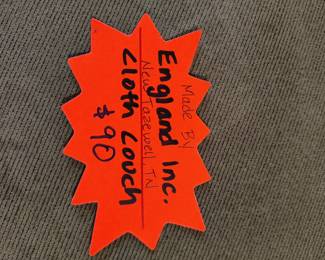 Made By
England Inc.
New Tazewell, TN
Cloth Couch
$90